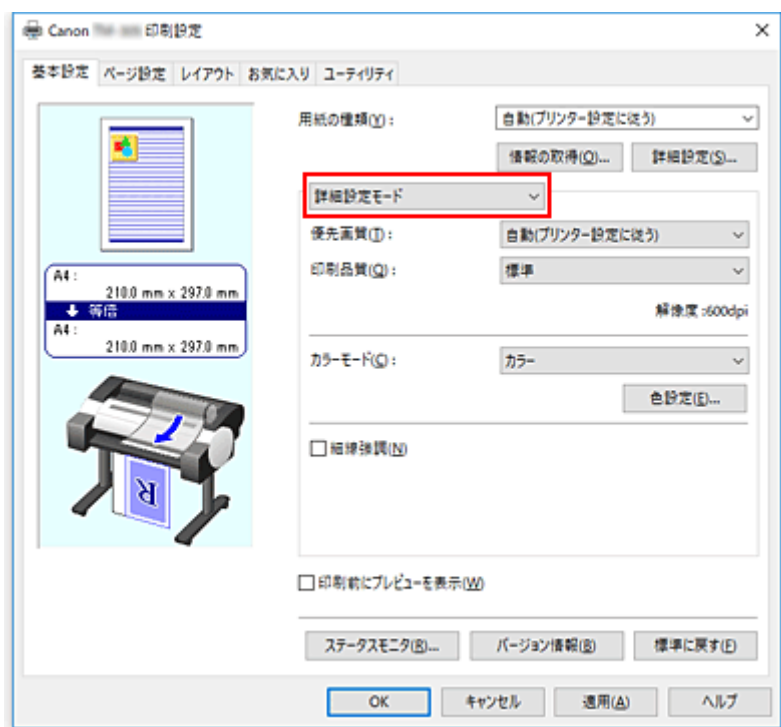 Canon 印刷設定
基本設定 ページ設定 レイアウト お気に入り ユーティリティ
用紙の種類(Y): 自動(プリンター設定に従う)
情報の取得(O)... 詳細設定(S)...
詳細設定モード
優先画質(T): 自動(プリンター設定に従う)
印刷品質(Q): 標準
解像度 :600dpi
カラーモード(C): カラー
色設定(E)...
細線強調(N)
A4 :
210.0 mm x 297.0 mm
等倍
A4 :
210.0 mm x 297.0 mm
R
印刷前にプレビューを表示(W)
ステータスモニタ(R)... バージョン情報(B) 標準に戻す(F)
OK キャンセル 適用(A) ヘルプ